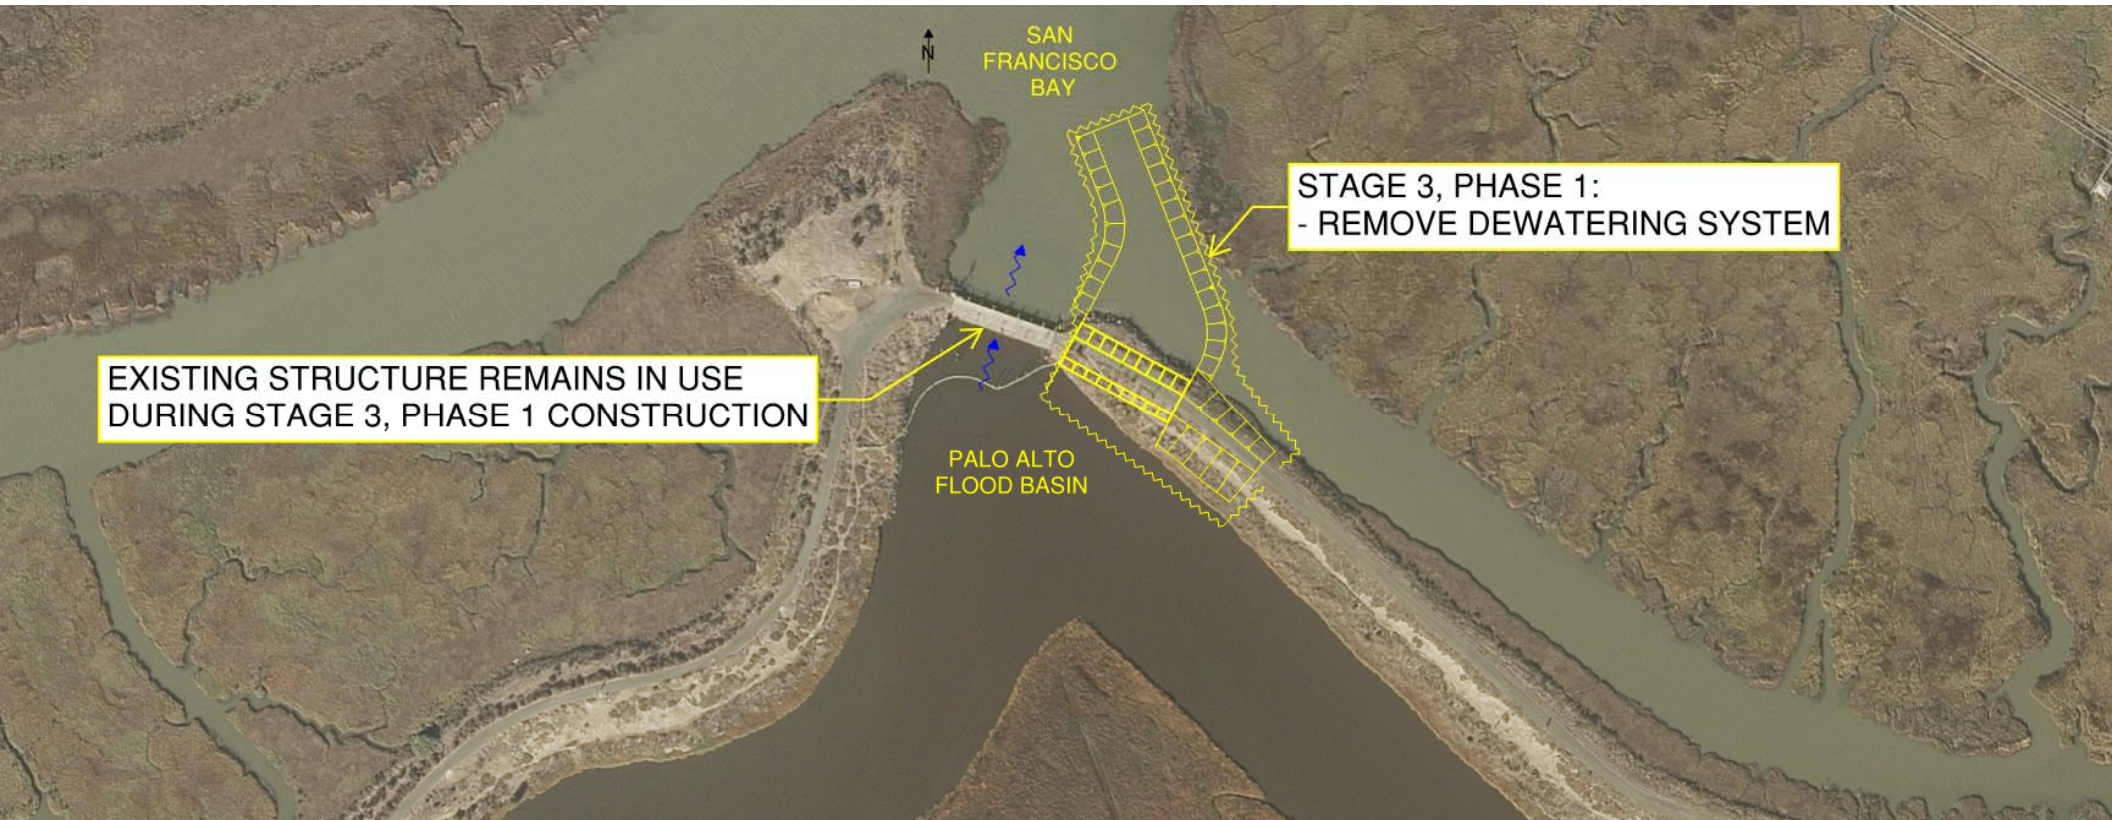 N
SAN
FRANCISCO
BAY
STAGE 3, PHASE 1:
- REMOVE DEWATERING SYSTEM
EXISTING STRUCTURE REMAINS IN USE
DURING STAGE 3, PHASE 1 CONSTRUCTION
PALO ALTO
FLOOD BASIN